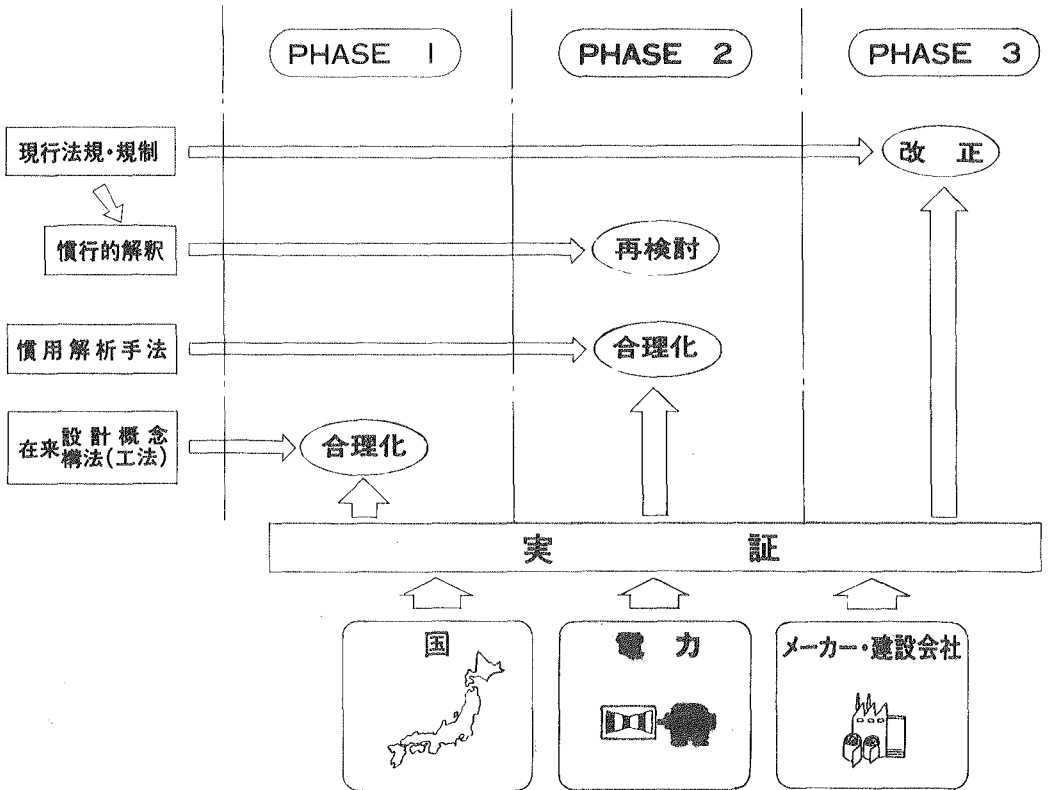 PHASE 1
PHASE 2
PHASE 3
現行法規・規制
改正
慣行的解釈
再検討
慣用解析手法
合理化
在来設計概念
構法(工法)
合理化
実証
国
電力
メーカー・建設会社